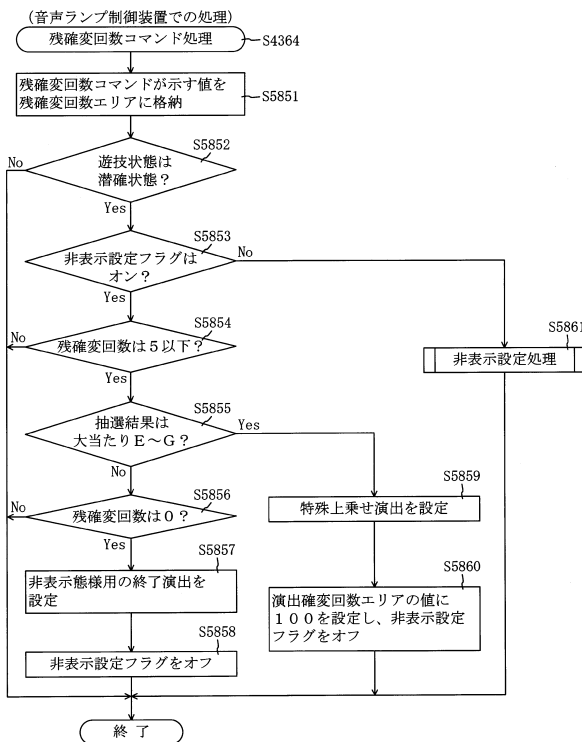 (音声ランプ制御装置での処理)
残確変回数コマンド処理
S4364
残確変回数コマンドが示す値を
残確変回数エリアに格納
S5851
S5852
遊技状態は
潜確状態?
No
Yes
S5853
非表示設定フラグは
オン?
No
Yes
S5854
残確変回数は5以下?
No
Yes
S5861
非表示設定処理
S5855
抽選結果は
大当たりE~G?
Yes
No
S5856
残確変回数は0?
No
Yes
S5859
特殊上乗せ演出を設定
S5857
非表示態様用の終了演出を
設定
S5860
演出確変回数エリアの値に
100を設定し、非表示設定
フラグをオフ
S5858
非表示設定フラグをオフ
終 了